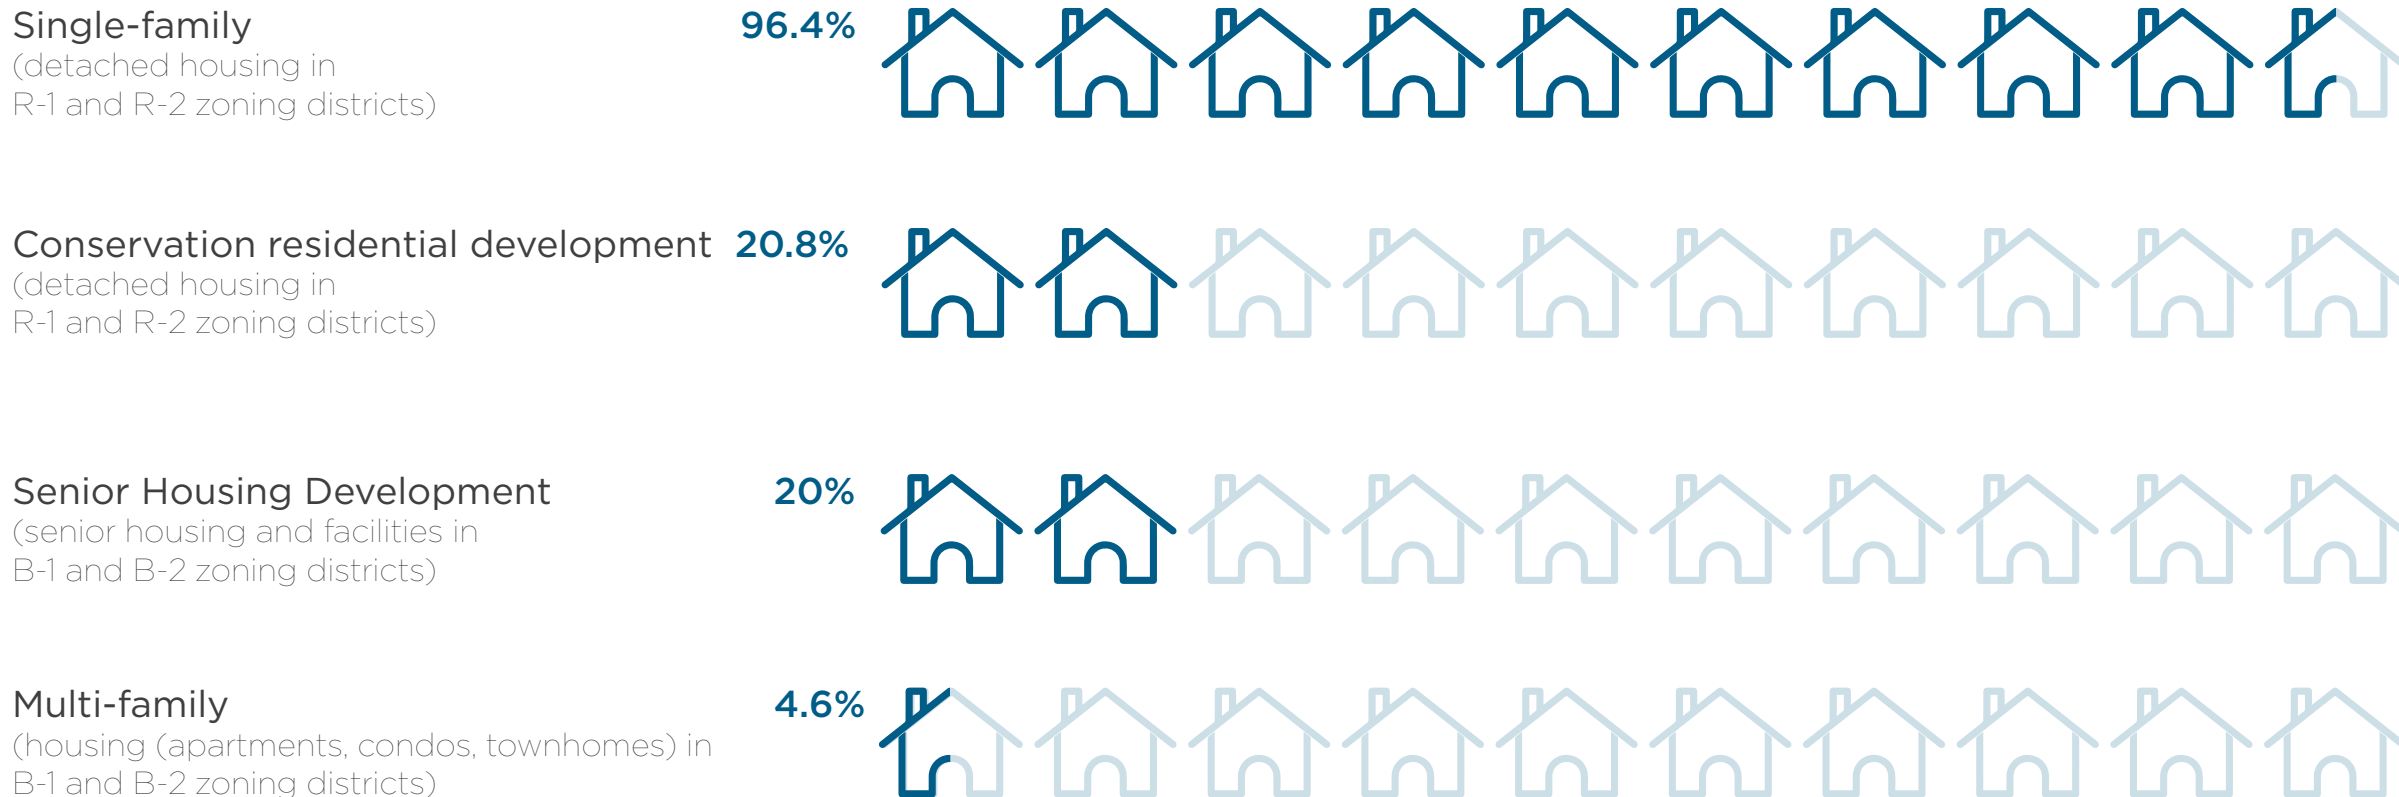 Single-family
96.4%
(detached housing in
R-1 and R-2 zoning districts)
Conservation residential development
20.8%
(detached housing in
R-1 and R-2 zoning districts)
Senior Housing Development
20%
(senior housing and facilities in
B-1 and B-2 zoning districts)
Multi-family
4.6%
(housing (apartments, condos, townhomes) in
B-1 and B-2 zoning districts)